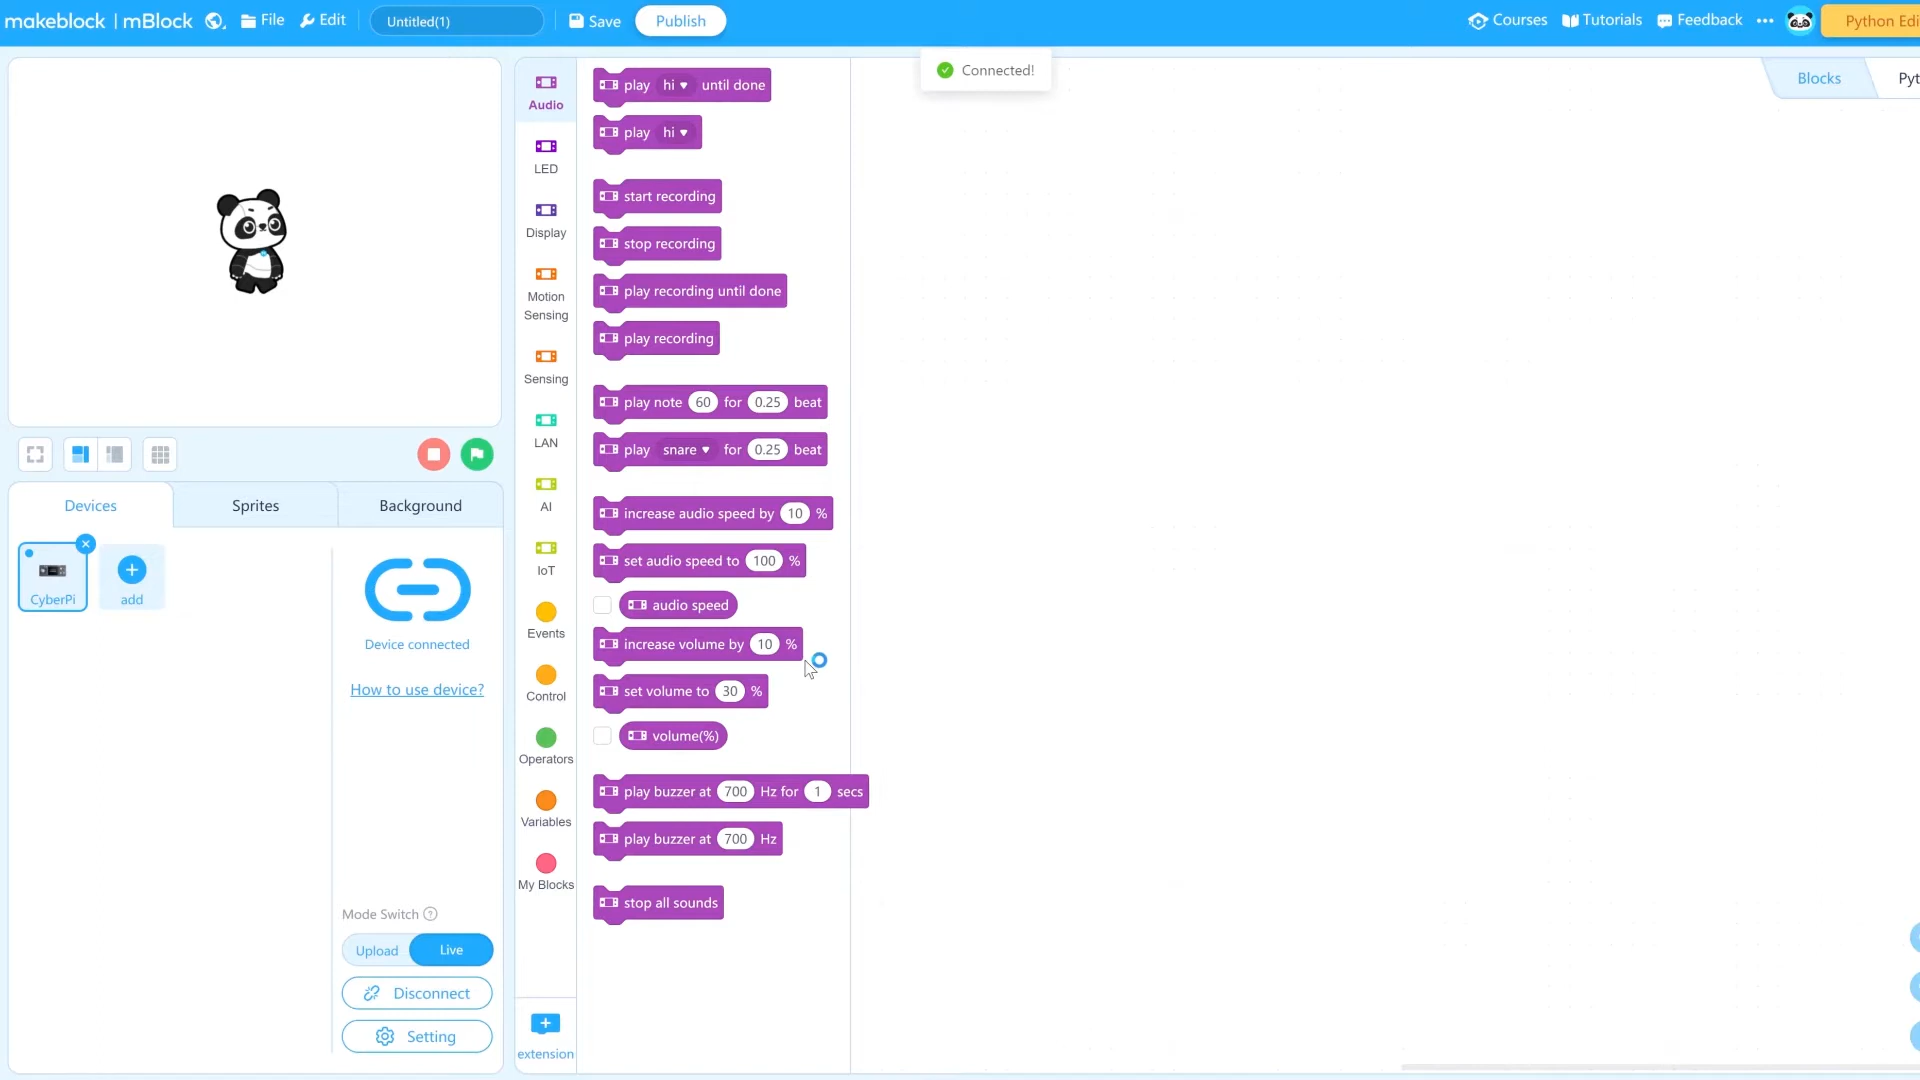 makeblock | mBlock File Edit Untitled(1) Save Publish Courses Tutorials Feedback Python Edi
Connected!
Blocks
Pyt
Audio
LED
Display
Motion
Sensing
Sensing
LAN
AI
IoT
Events
Control
Operators
Variables
My Blocks
extension
play hi until done
play hi
start recording
stop recording
play recording until done
play recording
play note 60 for 0.25 beat
play snare for 0.25 beat
increase audio speed by 10 %
set audio speed to 100 %
audio speed
increase volume by 10 %
set volume to 30 %
volume(%)
play buzzer at 700 Hz for 1 secs
play buzzer at 700 Hz
stop all sounds
Devices
Sprites
Background
CyberPi
add
Device connected
How to use device?
Mode Switch ?
Upload Live
Disconnect
Setting